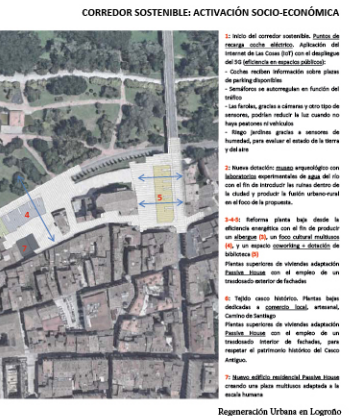 CORREDOR SOSTENIBLE: ACTIVACIÓN SOCIO-ECONÓMICA
1: Inicio del corredor sostenible. Puntos de
recarga coche eléctrico. Aplicación del
Internet de Las Cosas (IoT) con el despliegue
del 5G (eficiencia en espacios públicos):
- Coches reciben información sobre plazas
de parking disponibles
- Semáforos se autorregulan en función del
tráfico
- Las farolas, gracias a cámaras y otro tipo de
sensores, podrían reducir la luz cuando no
haya peatones ni vehículos
- Riego jardines gracias a sensores de
humedad, para evaluar el estado de la tierra
y del aire
2: Nueva dotación: museo arqueológico con
laboratorios experimentales de agua del río
con el fin de introducir las ruinas dentro de
la ciudad y producir la fusión urbano-rural
en el foco de la propuesta.
3-4-5: Reforma planta baja desde la
eficiencia energética con el fin de producir
un albergue (3), un foco cultural multiusos
(4), y un espacio coworking + dotación de
biblioteca (5)
Plantas superiores de viviendas adaptación
Passive House con el empleo de un
trasdosado exterior de fachadas
6: Tejido casco histórico. Plantas bajas
dedicadas a comercio local, artesanal,
Camino de Santiago
Plantas superiores de viviendas adaptación
Passive House con el empleo de un
trasdosado interior de fachadas, para
respetar el patrimonio histórico del Casco
Antiguo.
7: Nuevo edificio residencial Passive House
creando una plaza multiusos adaptada a la
escala humana
4
5
Regeneración Urbana en Logroño